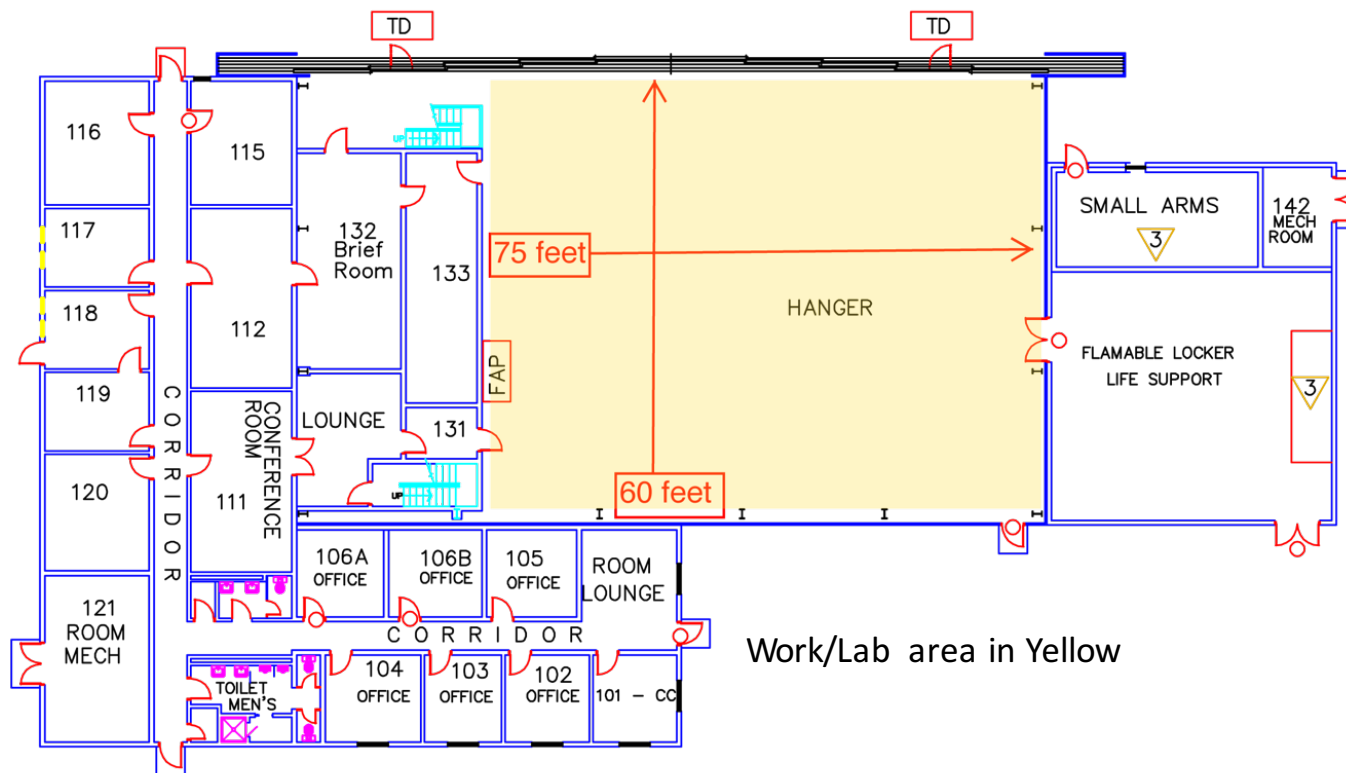 TD
TD
116
115
117
132
Brief
Room
UP
133
75 feet
SMALL ARMS
3
142
MECH
ROOM
118
112
HANGER
FAP
FLAMABLE LOCKER
LIFE SUPPORT
3
119
CORRIDOR
CONFERENCE
ROOM
111
LOUNGE
131
UP
120
60 feet
106A
OFFICE
106B
OFFICE
105
OFFICE
ROOM
LOUNGE
121
ROOM
MECH
CORRIDOR
Work/Lab area in Yellow
TOILET
MEN'S
104
OFFICE
103
OFFICE
102
OFFICE
101 - CC